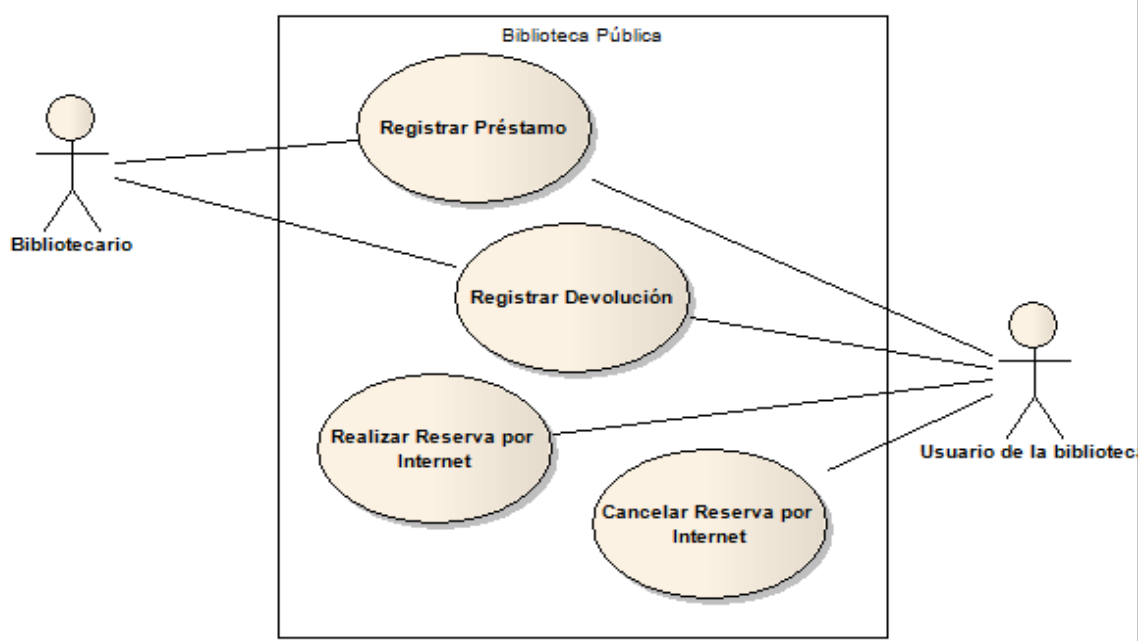 Biblioteca Pública
Registrar Préstamo
Bibliotecario
Registrar Devolución
Realizar Reserva por
Internet
Usuario de la bibliotec
Cancelar Reserva por
Internet